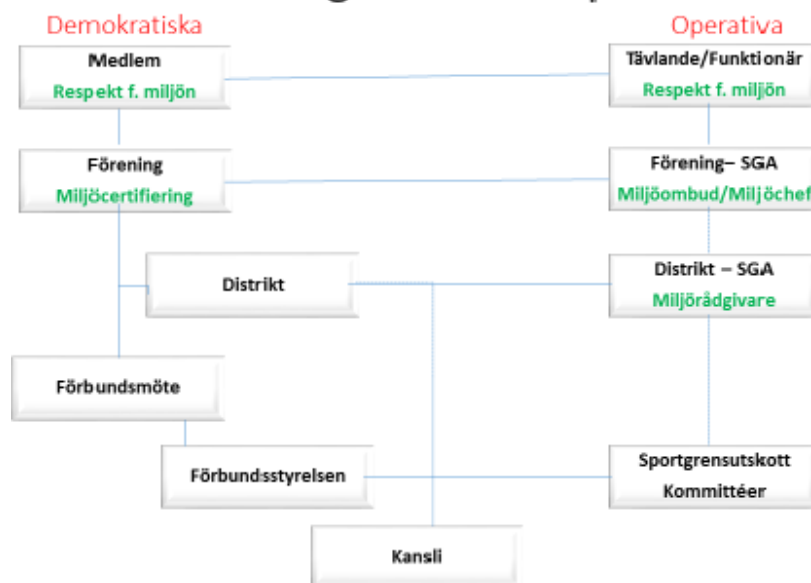 Demokratiska
Operativa
Medlem
Respekt f. miljön
Tävlande/Funktionär
Respekt f. miljön
Förening
Miljöcertifiering
Förening– SGA
Miljöombud/Miljöchef
Distrikt
Distrikt – SGA
Miljörådgivare
Förbundsmöte
Förbundsstyrelsen
Sportgrensutskott
Kommittéer
Kansli